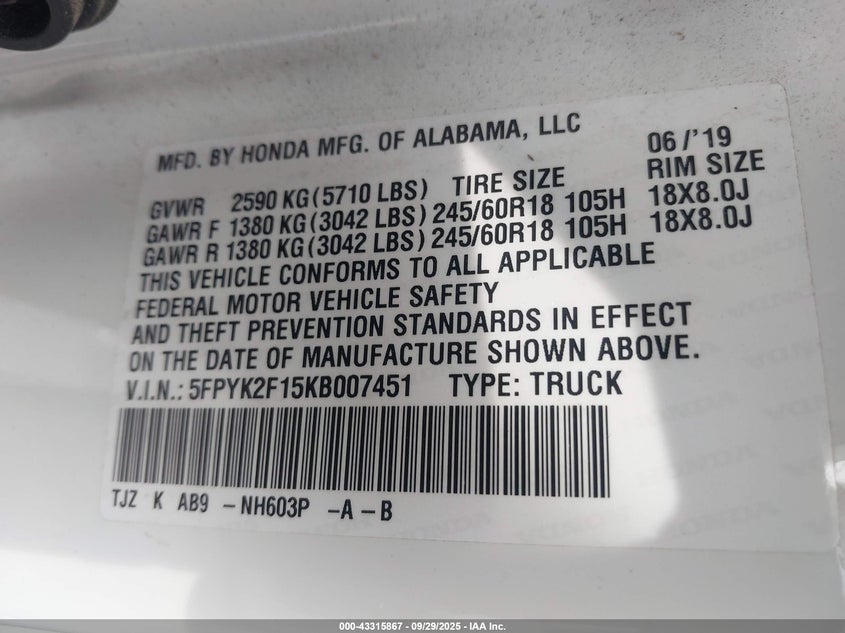 MFD. BY HONDA MFG. OF ALABAMA, LLC 06/'19
GVWR 2590 KG (5710 LBS) TIRE SIZE RIM SIZE
GAWR F 1380 KG (3042 LBS) 245/60R18 105H 18X8.0J
GAWR R 1380 KG (3042 LBS) 245/60R18 105H 18X8.0J
THIS VEHICLE CONFORMS TO ALL APPLICABLE
FEDERAL MOTOR VEHICLE SAFETY
AND THEFT PREVENTION STANDARDS IN EFFECT
ON THE DATE OF MANUFACTURE SHOWN ABOVE.
V.I.N.: 5FPYK2F15KB007451 TYPE: TRUCK
TJZ K AB9 -NH603P -A -B
000-43315867 | 09/29/2025 - IAA Inc.